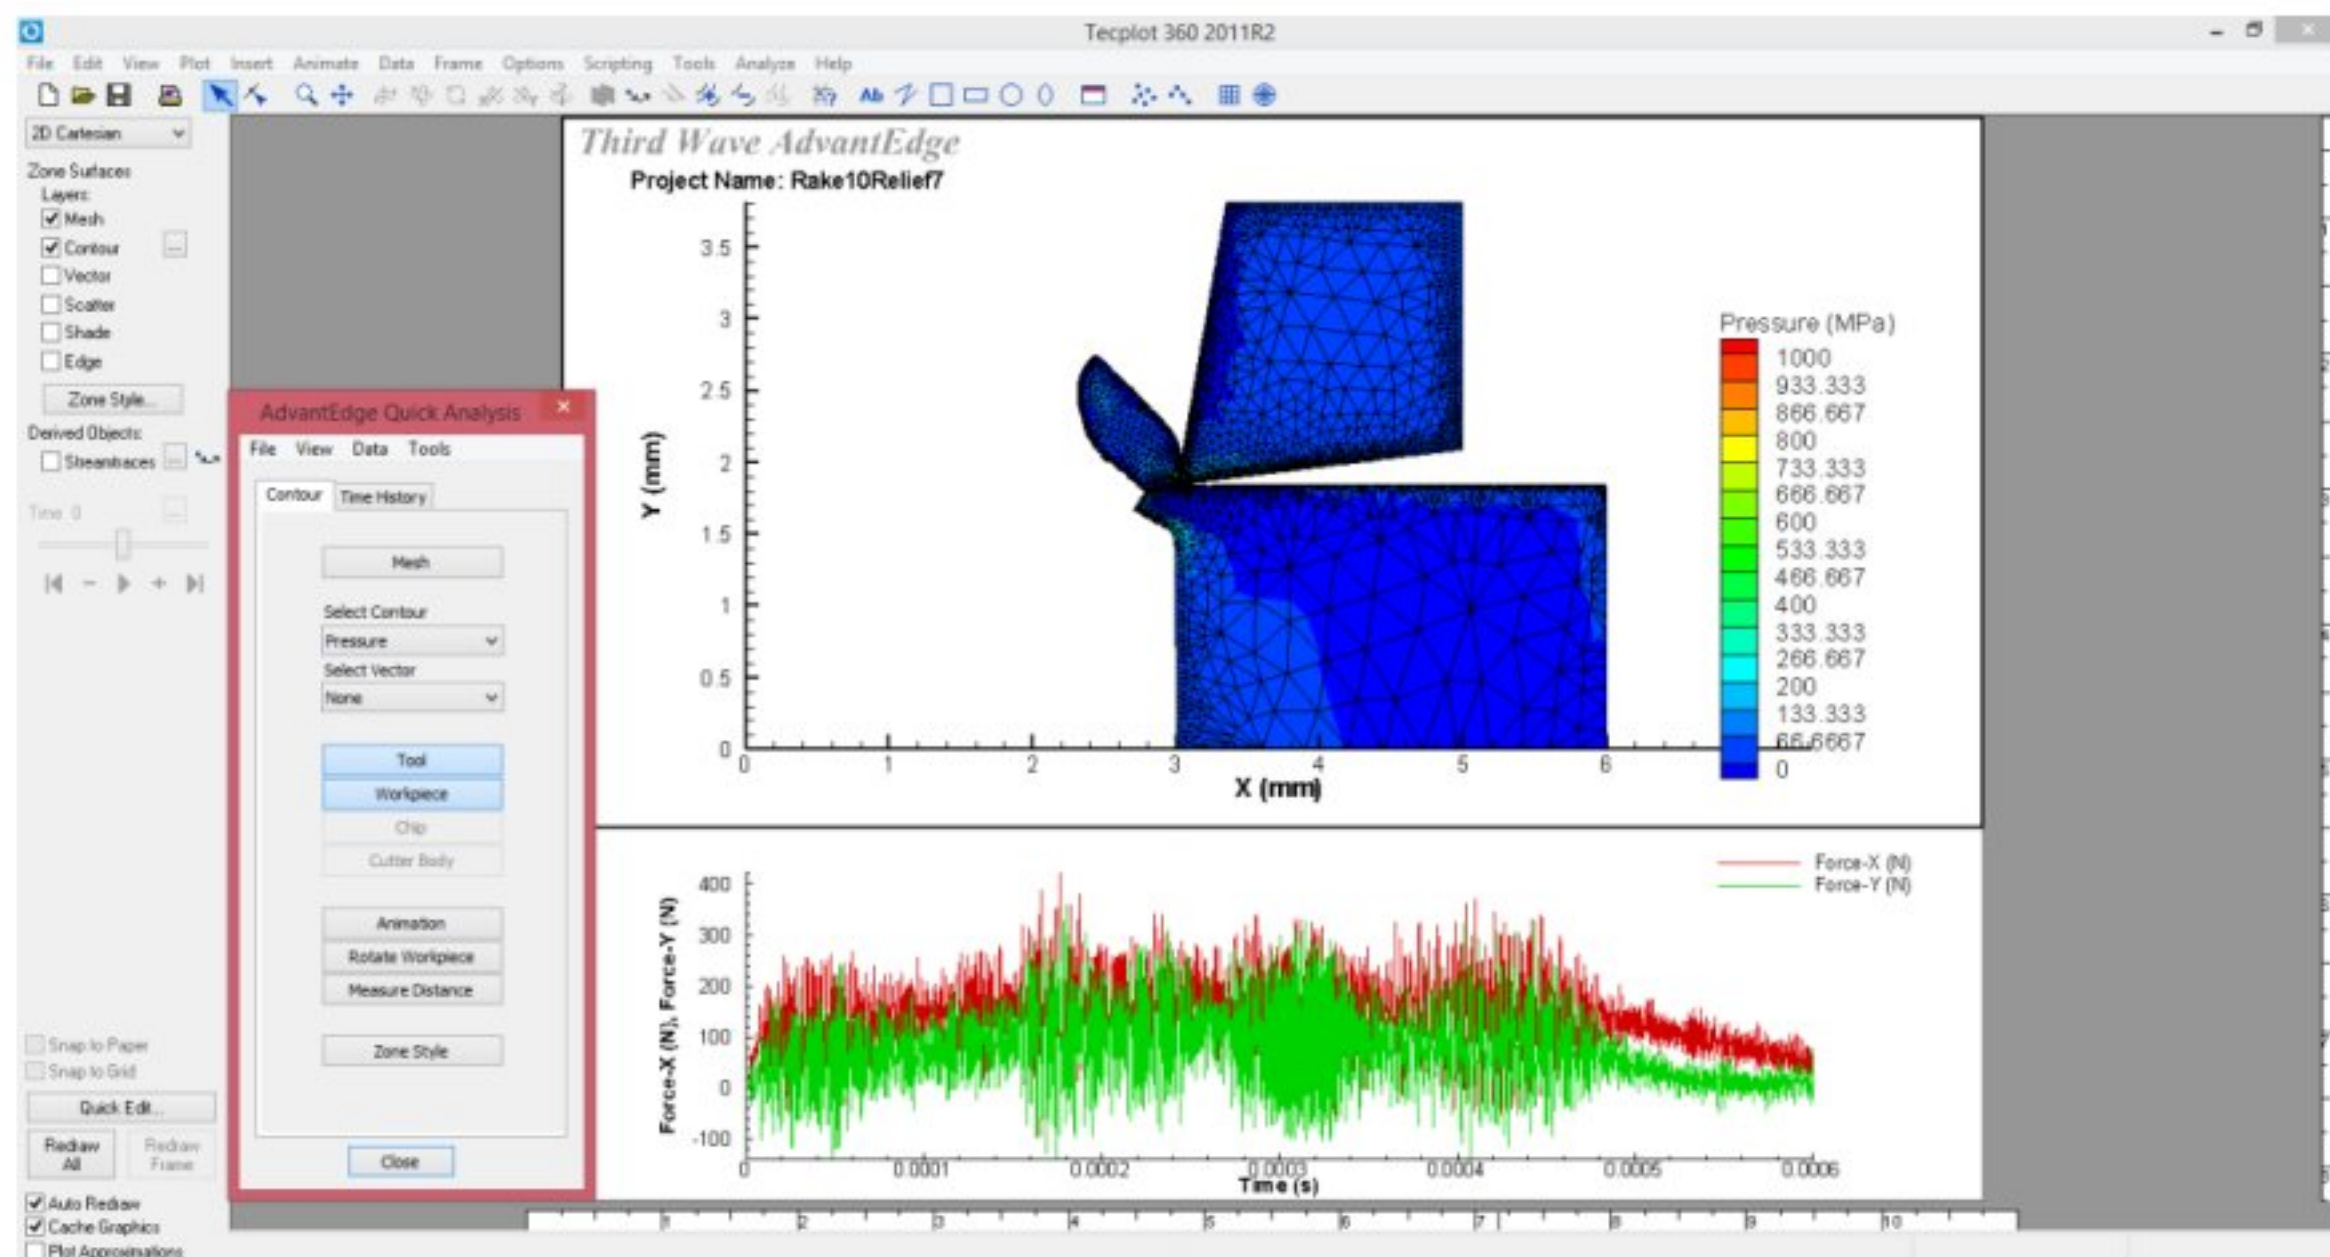 Tecplot 360 2011R2
File Edit View Plot Insert Animate Data Frame Options Scripting Tools Analyze Help
2D Cartesian
Zone Surfaces
Layers:
Mesh
Contour
Vector
Scatter
Shade
Edge
Zone Style...
Derived Objects:
Streamtraces
Time 0
Snap to Paper
Snap to Grid
Quick Edit...
Redraw All
Redraw Frame
Auto Redraw
Cache Graphics
Plot Approximations
AdvantEdge Quick Analysis
File View Data Tools
Contour Time History
Mesh
Select Contour
Pressure
Select Vector
None
Tool
Workpiece
Chip
Cutter Body
Animation
Rotate Workpiece
Measure Distance
Zone Style
Close
Third Wave AdvantEdge
Project Name: Rake10Relief7
Y (mm)
3.5
3
2.5
2
1.5
1
0.5
0
0 1 2 3 4 5 6
X (mm)
Pressure (MPa)
1000
933.333
866.667
800
733.333
666.667
600
533.333
466.667
400
333.333
266.667
200
133.333
66.6667
0
Force-X (N), Force-Y (N)
400
300
200
100
0
-100
0 0.0001 0.0002 0.0003 0.0004 0.0005 0.0006
Time (s)
Force-X (N)
Force-Y (N)
1 2 3 4 5 6 7 8 9 10